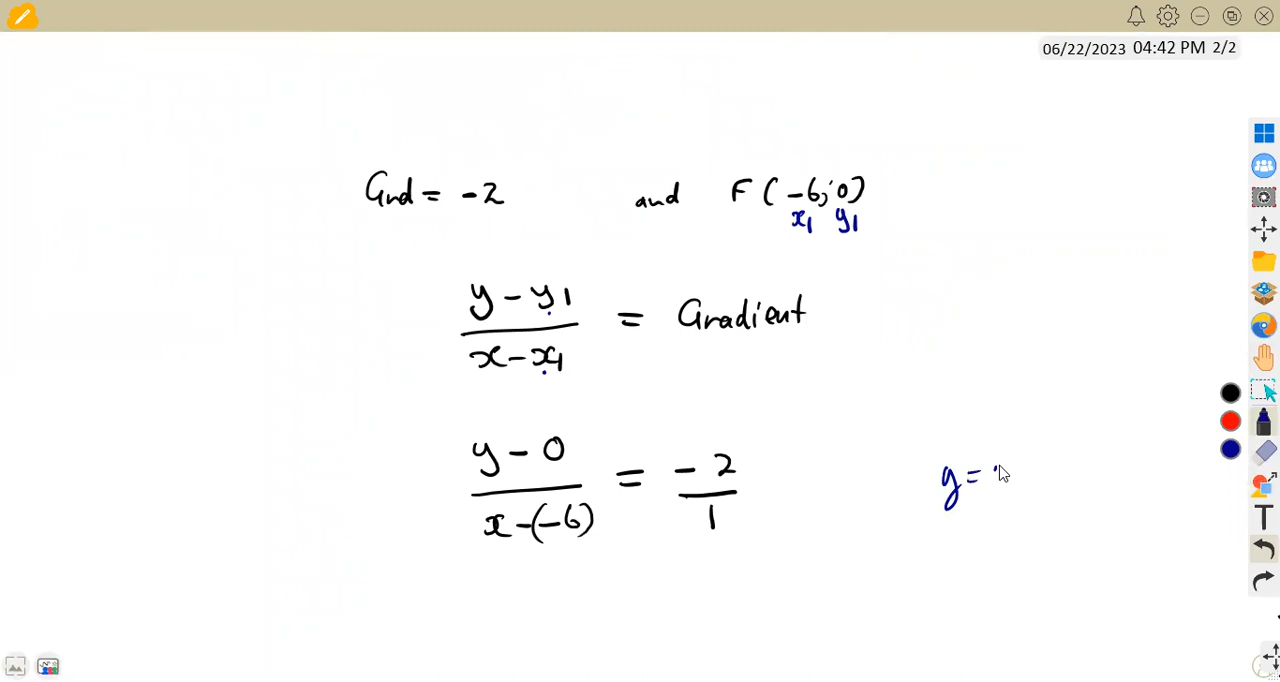 06/22/2023 04:42 PM 2/2
Grd = -2 and F (-6; 0)
x1 y1
y - y1
x - x1
= Gradient
y - 0
x - (-6)
= - 2
1
y =
T